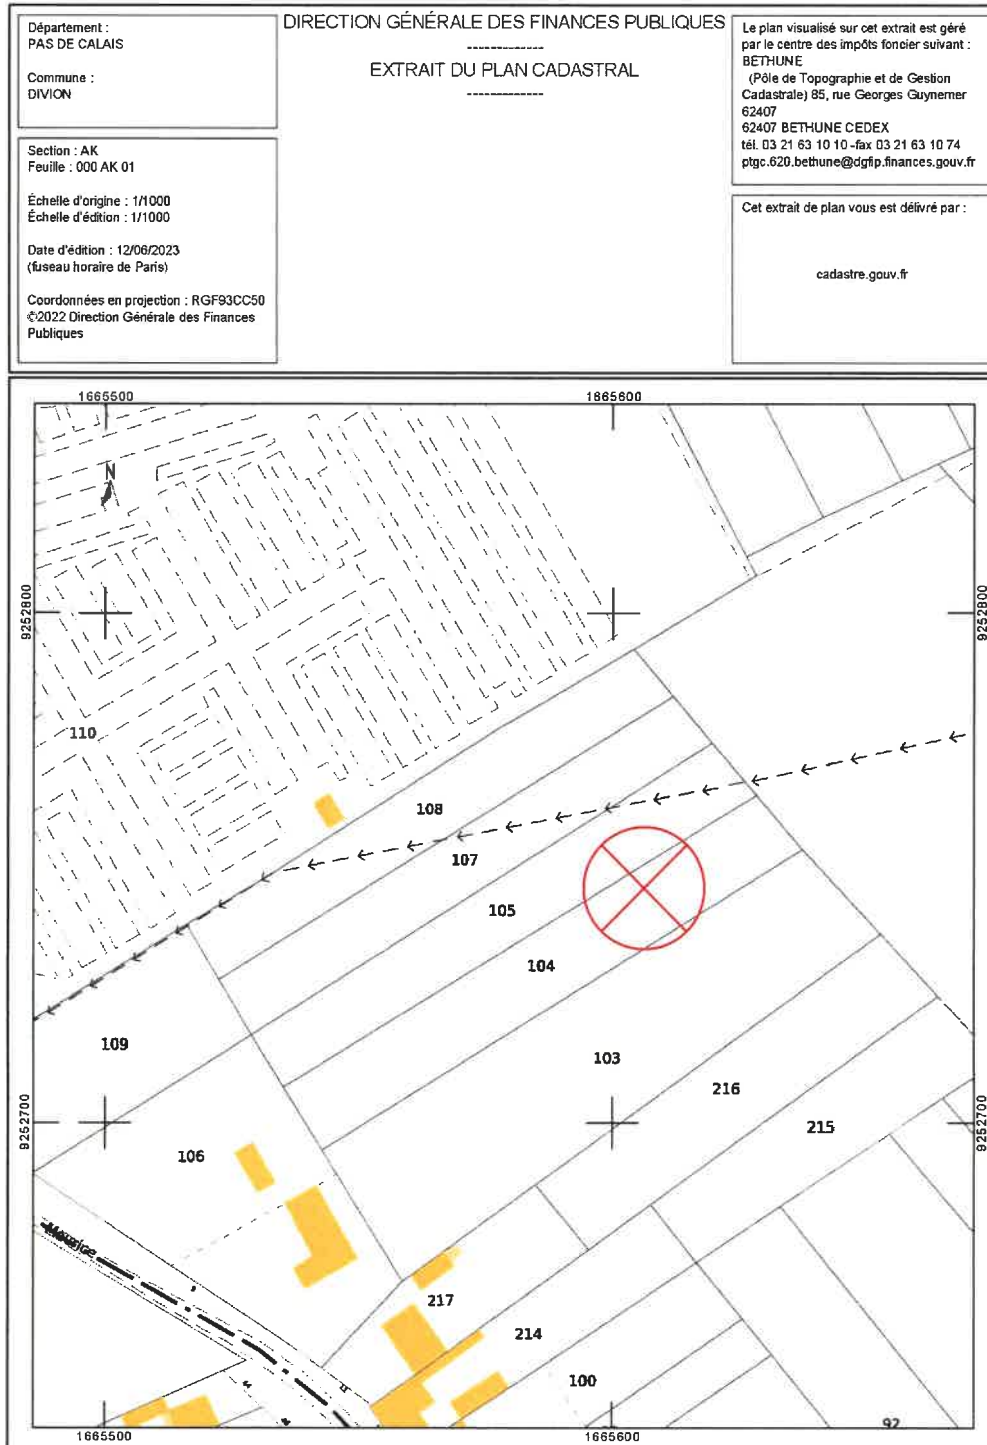 Département :
PAS DE CALAIS
Commune :
DIVION
Section : AK
Feuille : 000 AK 01
Échelle d'origine : 1/1000
Échelle d'édition : 1/1000
Date d'édition : 12/06/2023
(fuseau horaire de Paris)
Coordonnées en projection : RGF93CC50
©2022 Direction Générale des Finances
Publiques
DIRECTION GÉNÉRALE DES FINANCES PUBLIQUES
-------------
EXTRAIT DU PLAN CADASTRAL
-------------
Le plan visualisé sur cet extrait est géré
par le centre des impôts foncier suivant :
BETHUNE
(Pôle de Topographie et de Gestion
Cadastrale) 85, rue Georges Guynemer
62407
62407 BETHUNE CEDEX
tél. 03 21 63 10 10 -fax 03 21 63 10 74
ptgc.620.bethune@dgfip.finances.gouv.fr
Cet extrait de plan vous est délivré par :
cadastre.gouv.fr
1665500
1665600
N
9252800
9252800
110
108
107
105
104
109
103
216
9252700
9252700
215
106
217
214
100
92
1665500
1665600